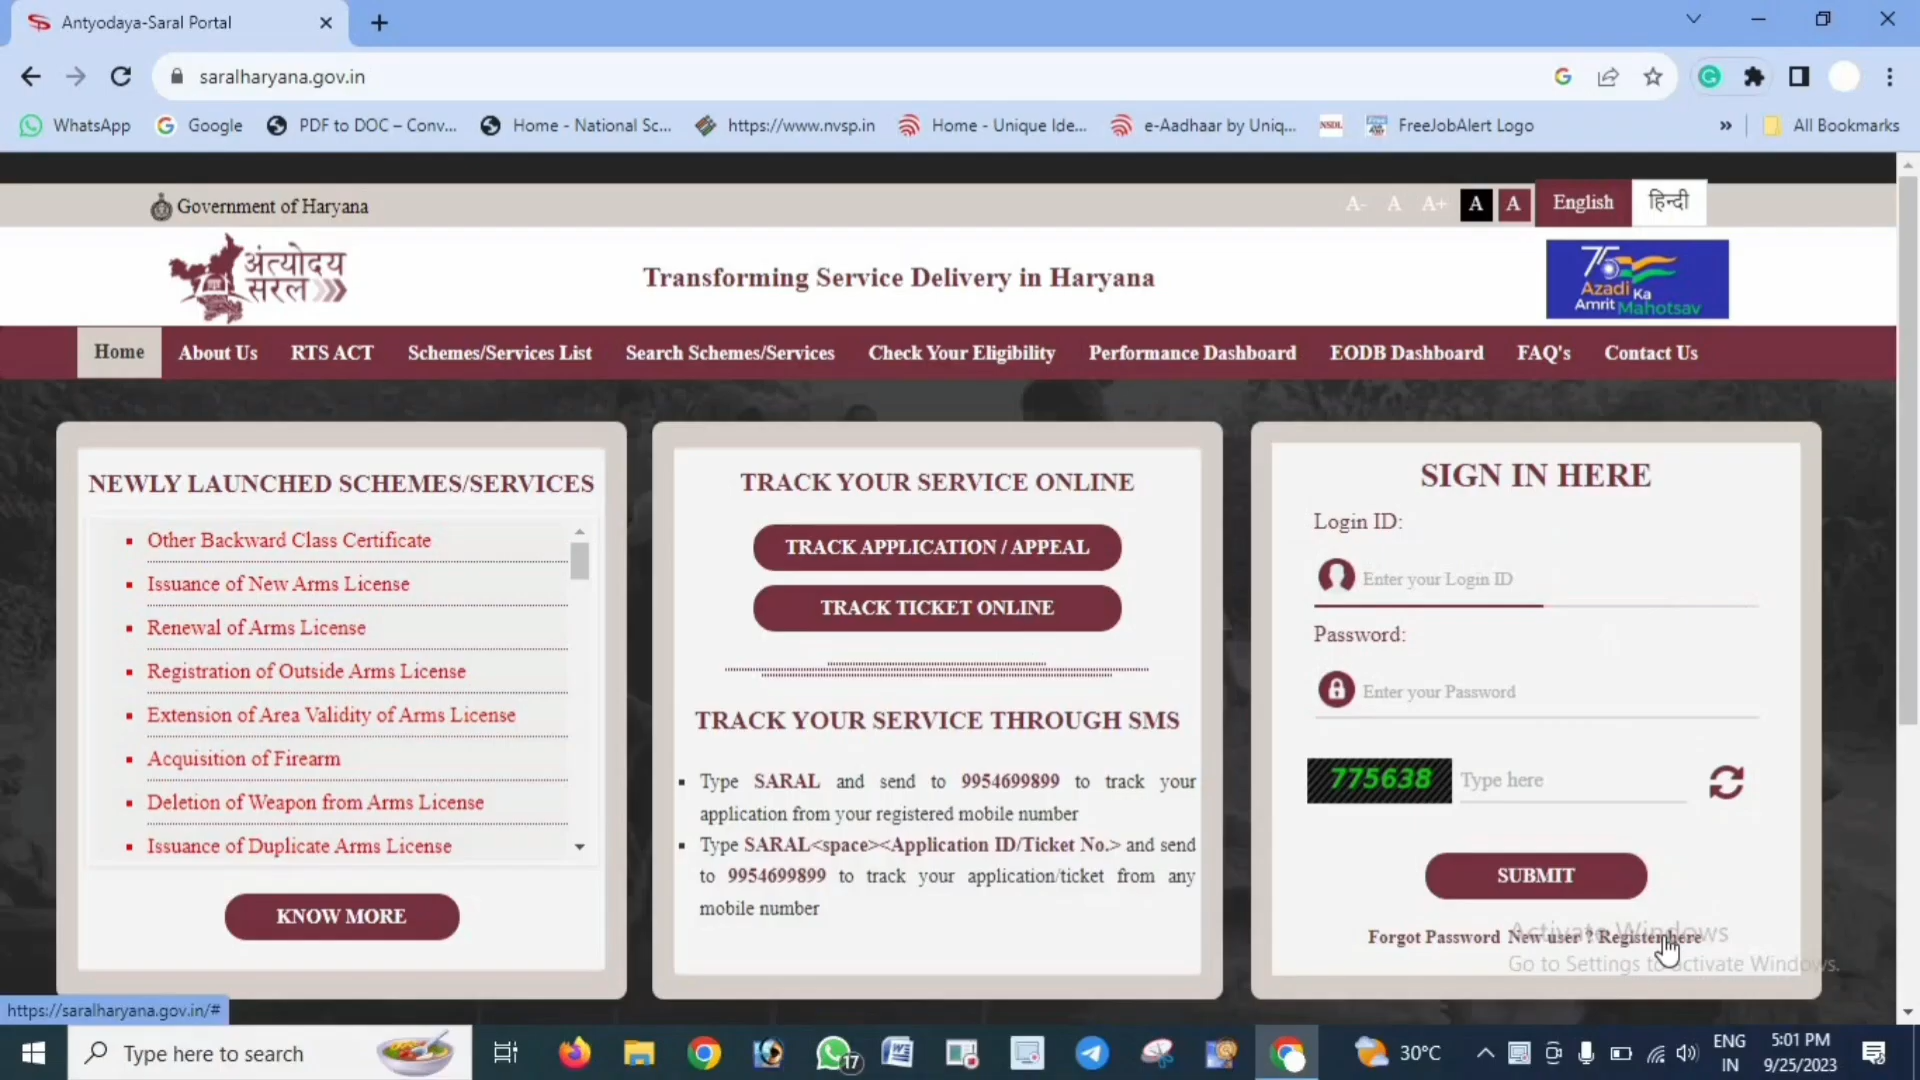 Antyodaya-Saral Portal
saralharyana.gov.in
WhatsApp Google PDF to DOC – Conv... Home - National Sc... https://www.nvsp.in Home - Unique Ide... e-Aadhaar by Uniq... NSDL FreeJobAlert Logo » All Bookmarks
Government of Haryana
A- A A+ A A English हिन्दी
अंत्योदय
सरल
Transforming Service Delivery in Haryana
75
Azadi Ka
Amrit Mahotsav
Home About Us RTS ACT Schemes/Services List Search Schemes/Services Check Your Eligibility Performance Dashboard EODB Dashboard FAQ's Contact Us
NEWLY LAUNCHED SCHEMES/SERVICES
Other Backward Class Certificate
Issuance of New Arms License
Renewal of Arms License
Registration of Outside Arms License
Extension of Area Validity of Arms License
Acquisition of Firearm
Deletion of Weapon from Arms License
Issuance of Duplicate Arms License
KNOW MORE
TRACK YOUR SERVICE ONLINE
TRACK APPLICATION / APPEAL
TRACK TICKET ONLINE
TRACK YOUR SERVICE THROUGH SMS
Type SARAL and send to 9954699899 to track your
application from your registered mobile number
Type SARAL<space><Application ID/Ticket No.> and send
to 9954699899 to track your application/ticket from any
mobile number
SIGN IN HERE
Login ID:
Enter your Login ID
Password:
Enter your Password
775638 Type here
SUBMIT
Forgot Password New user ? Register here
Activate Windows
Go to Settings to activate Windows.
https://saralharyana.gov.in/#
Type here to search
17
30°C
ENG
IN
5:01 PM
9/25/2023